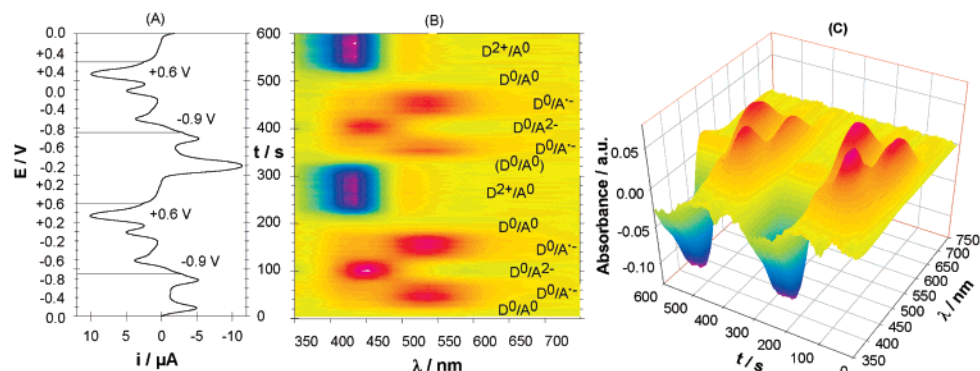 (A)
E / V
0.0
+0.4
+0.4
0.0
-0.4
-0.8
-0.6
-0.2
+0.2
+0.6
+0.2
-0.2
-0.6
-0.8
-0.4
0.0
+0.6 V
-0.9 V
+0.6 V
-0.9 V
10 5 0 -5 -10
i / µA
(B)
t / s
600
500
400
300
200
100
0
D²⁺/A⁰
D⁰/A⁰
D⁰/A·⁻
D⁰/A²⁻
D⁰/A·⁻
(D⁰/A⁰)
D²⁺/A⁰
D⁰/A⁰
D⁰/A·⁻
D⁰/A²⁻
D⁰/A·⁻
D⁰/A⁰
350 400 450 500 550 600 650 700
λ / nm
(C)
Absorbance / a.u.
0.05
0.00
-0.05
-0.10
600 500 400 300 200 100 0
t / s
350 400 450 500 550 600 650 700 750
λ / nm